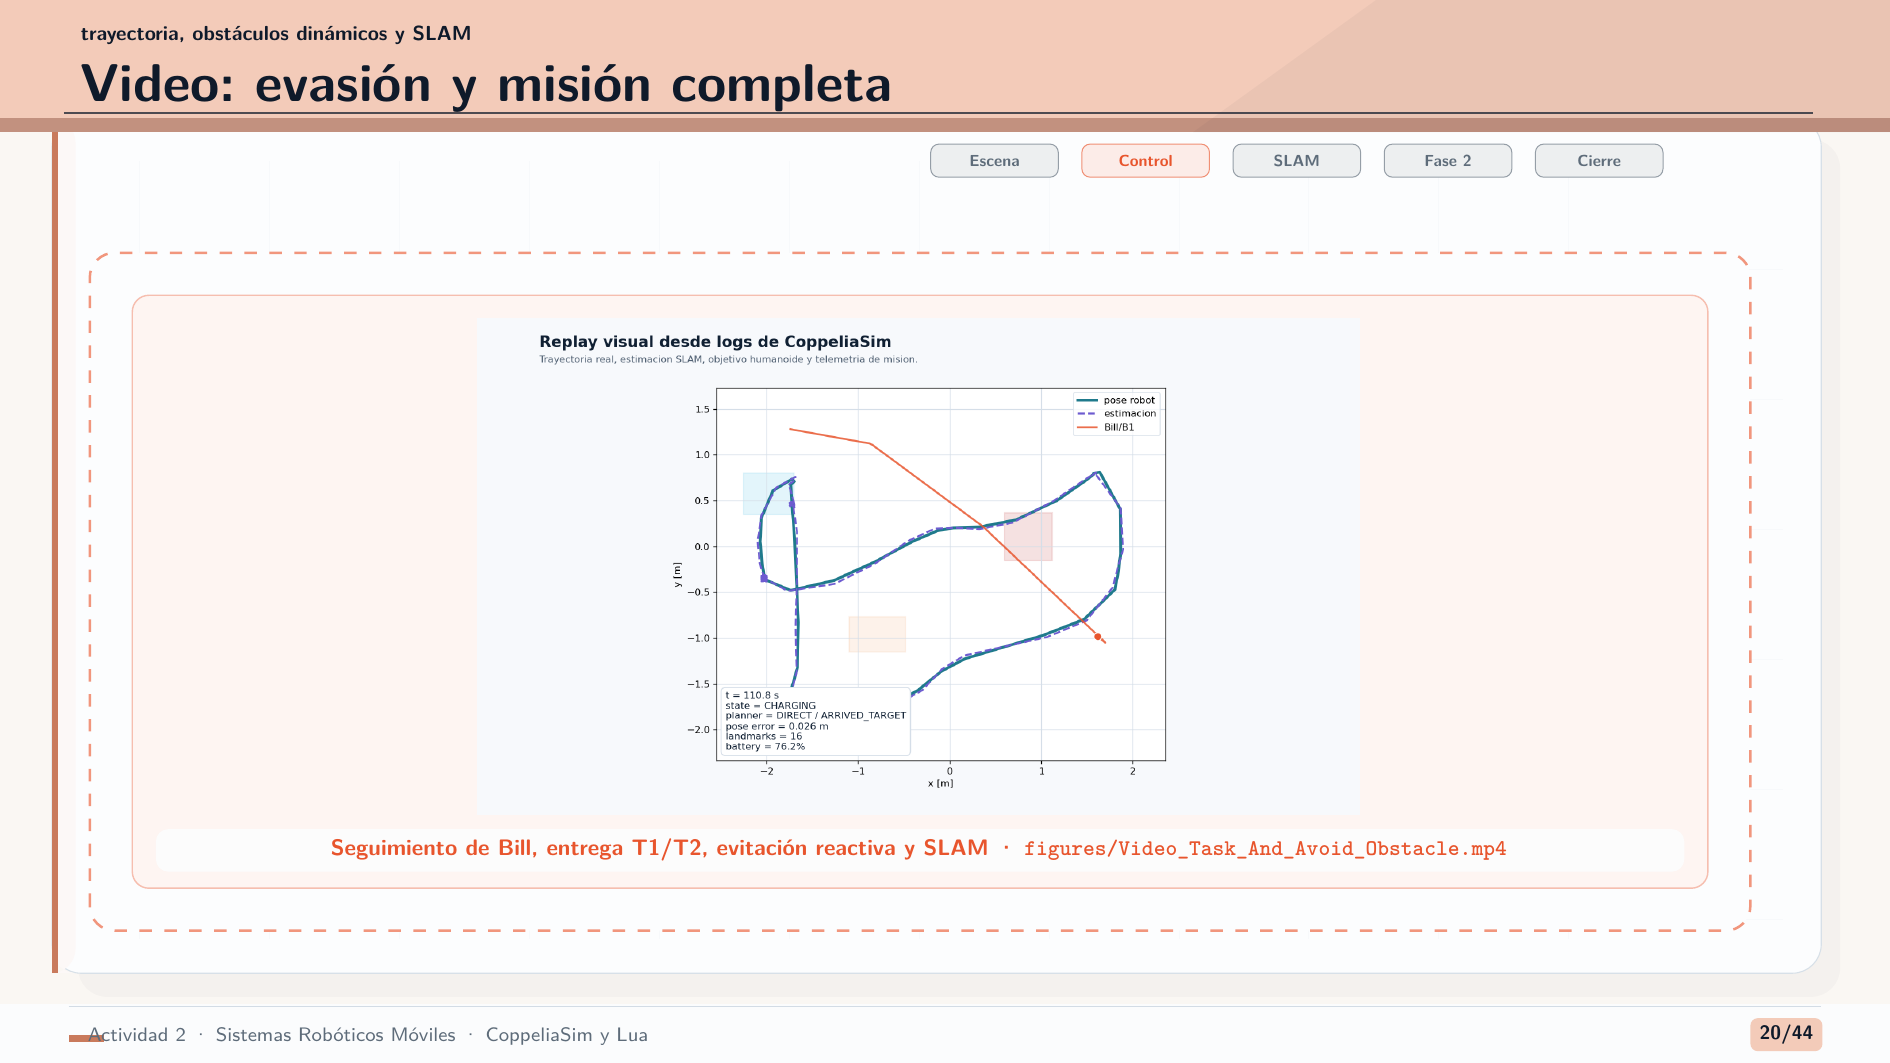 trayectoria, obstáculos dinámicos y SLAM
Video: evasión y misión completa
Escena
Control
SLAM
Fase 2
Cierre
Replay visual desde logs de CoppeliaSim
Trayectoria real, estimacion SLAM, objetivo humanoide y telemetria de mision.
pose robot
estimacion
Bill/B1
1.5
1.0
0.5
0.0
−0.5
−1.0
−1.5
−2.0
y [m]
t = 110.8 s
state = CHARGING
planner = DIRECT / ARRIVED_TARGET
pose error = 0.026 m
landmarks = 16
battery = 76.2%
−2
−1
0
1
2
x [m]
Seguimiento de Bill, entrega T1/T2, evitación reactiva y SLAM · figures/Video_Task_And_Avoid_Obstacle.mp4
Actividad 2 · Sistemas Robóticos Móviles · CoppeliaSim y Lua
20/44